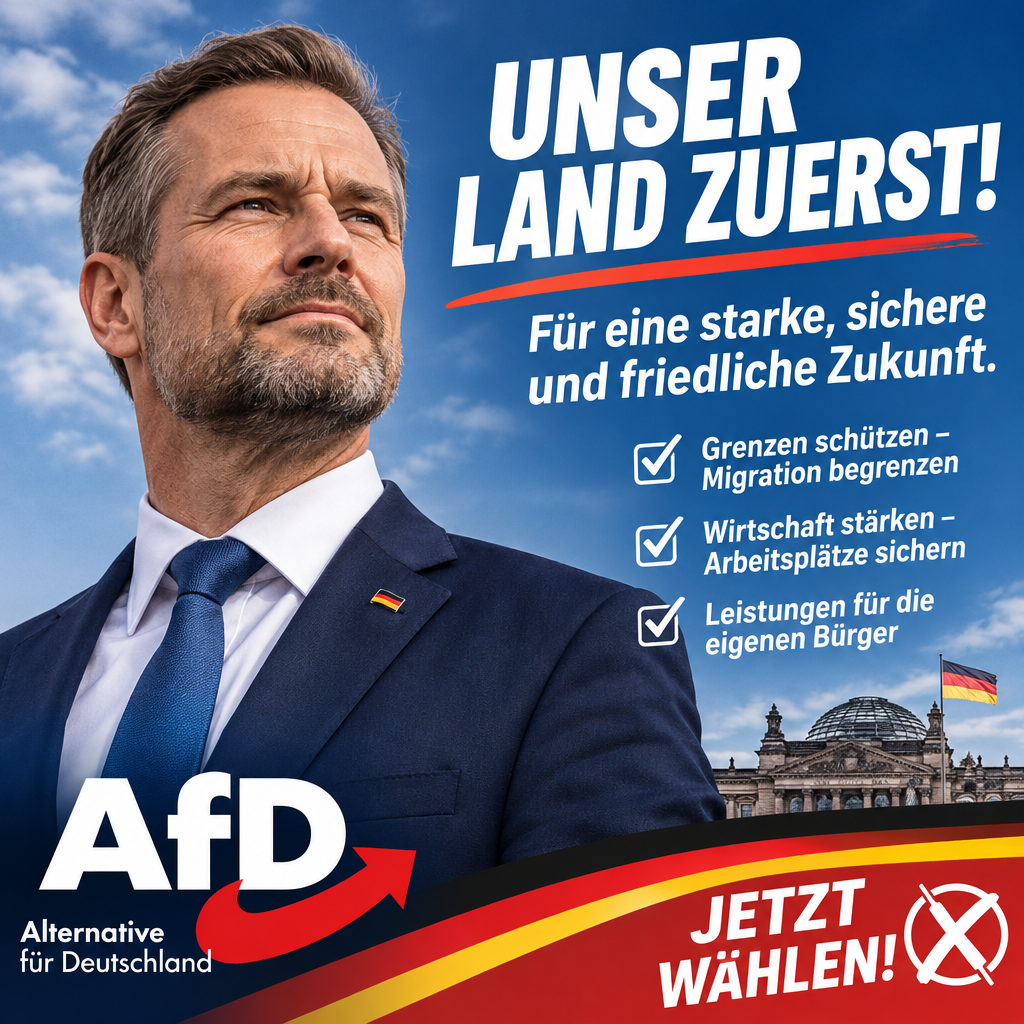 UNSER
LAND ZUERST!
Für eine starke, sichere
und friedliche Zukunft.
Grenzen schützen –
Migration begrenzen
Wirtschaft stärken –
Arbeitsplätze sichern
Leistungen für die
eigenen Bürger
AfD
Alternative
für Deutschland
JETZT
WÄHLEN!